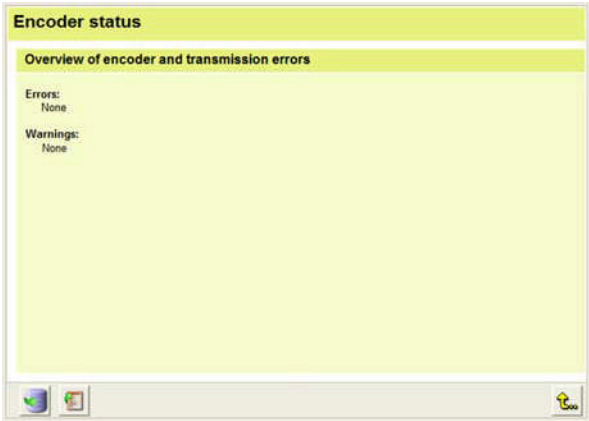 Encoder status
Overview of encoder and transmission errors
Errors:
None
Warnings:
None